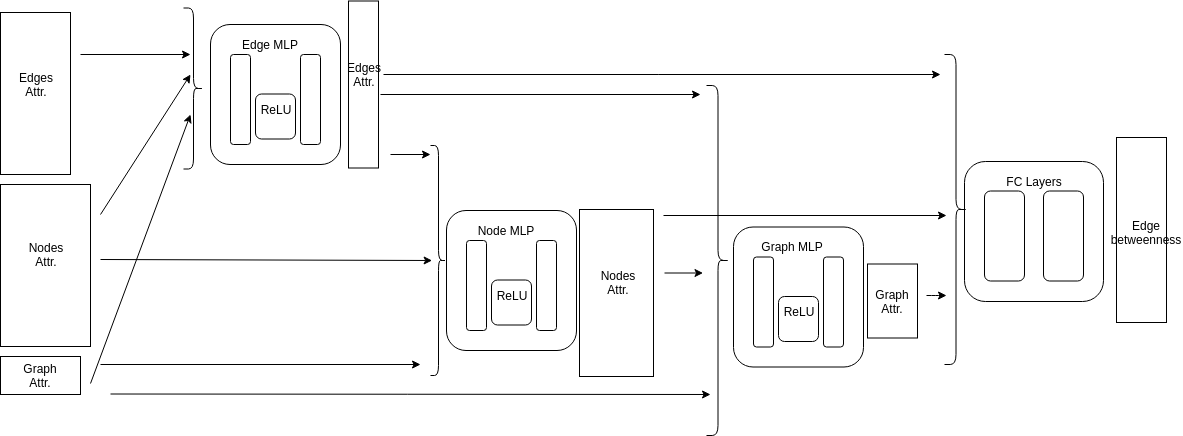 Edges
Attr.
Nodes
Attr.
Graph
Attr.
Edge MLP
ReLU
Edges
Attr.
Node MLP
ReLU
Nodes
Attr.
Graph MLP
ReLU
Graph
Attr.
FC Layers
Edge
betweenness